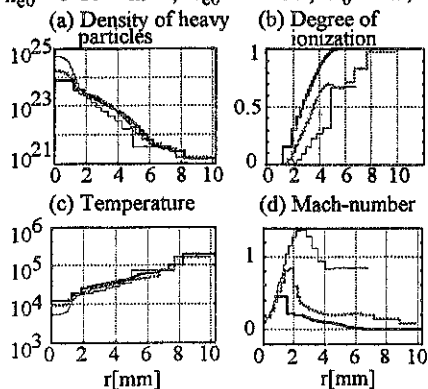 (a) Density of heavy particles
(b) Degree of ionization
10^25
10^23
10^21
0 2 4 6 8 10
1
0.5
0
0 2 4 6 8 10
(c) Temperature
(d) Mach-number
10^6
10^5
10^4
10^3
0 2 4 6 8 10
r[mm]
1
0
0 2 4 6 8 10
r[mm]